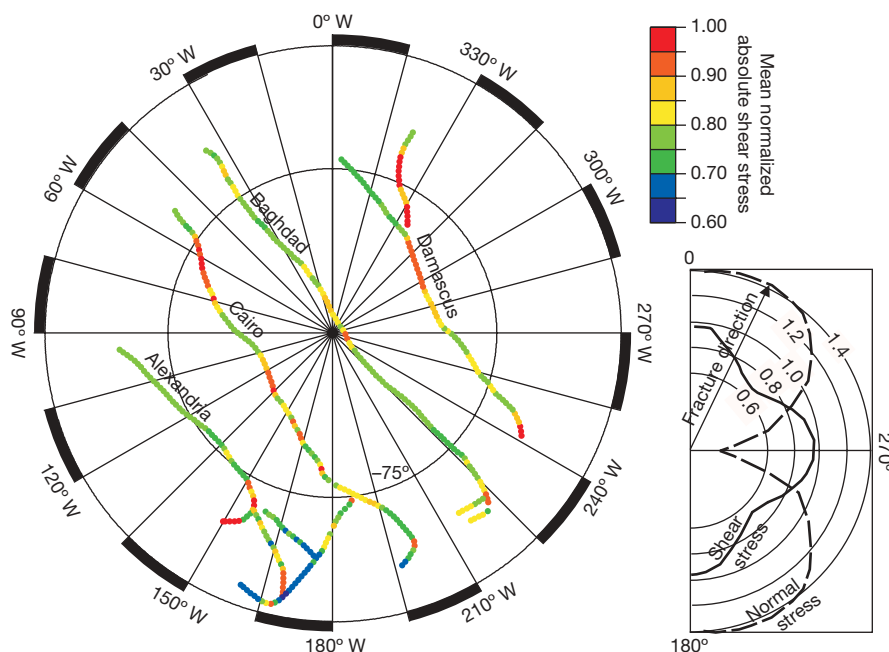 0° W
330° W
300° W
270° W
240° W
210° W
180° W
150° W
120° W
90° W
60° W
30° W
Baghdad
Damascus
Cairo
Alexandria
–75°
1.00
0.90
0.80
0.70
0.60
Mean normalized
absolute shear stress
0
Fracture direction
1.4
1.2
1.0
0.8
0.6
270°
Shear
stress
Normal
stress
180°